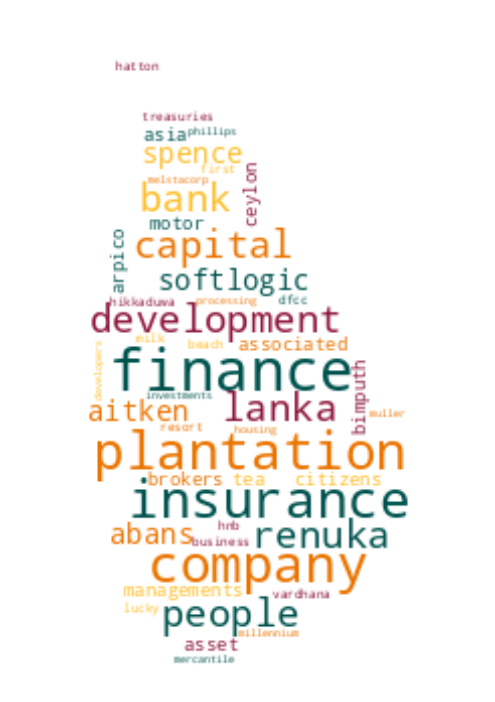 hatton
treasuries
asia phillips
spence
first
melstacorp
bank
ceylon
motor
capital
arpico
softlogic
hikkaduwa processing dfcc
development
milk beach associated
developers
finance
investments
lanka
bimputh
aitken muller
resort housing
plantation
brokers tea citizens
insurance
abans hnb renuka
business
company
managements vardhana
lucky people
millennium
asset
mercantile